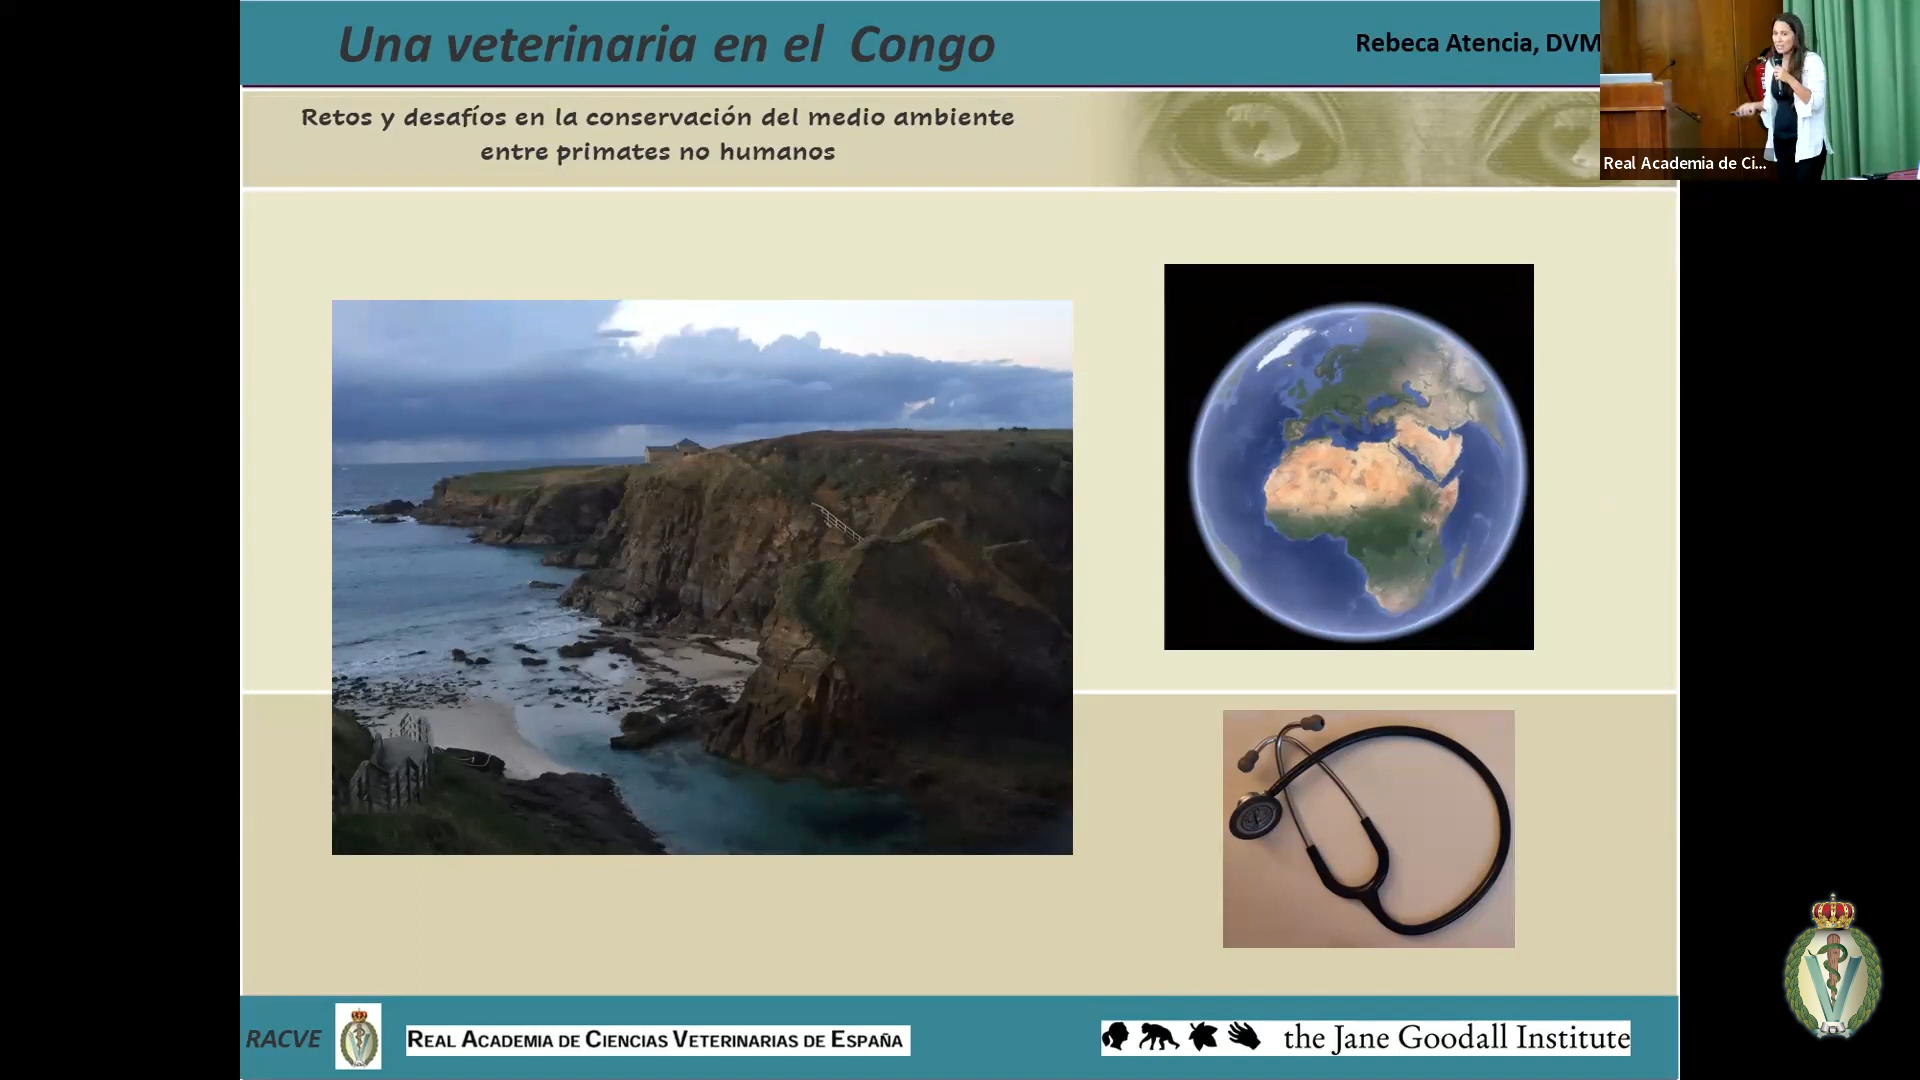 Una veterinaria en el Congo
Rebeca Atencia, DVM
Retos y desafíos en la conservación del medio ambiente
entre primates no humanos
Real Academia de Ci...
RACVE
REAL ACADEMIA DE CIENCIAS VETERINARIAS DE ESPAÑA
the Jane Goodall Institute